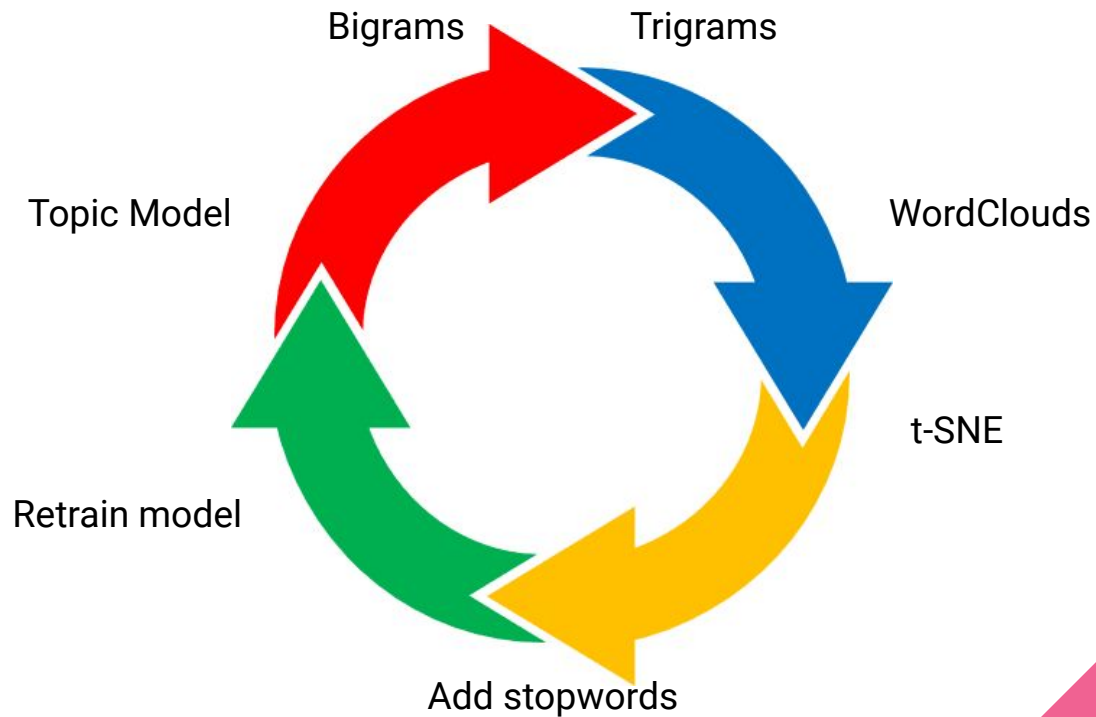 Bigrams
Trigrams
Topic Model
WordClouds
t-SNE
Retrain model
Add stopwords